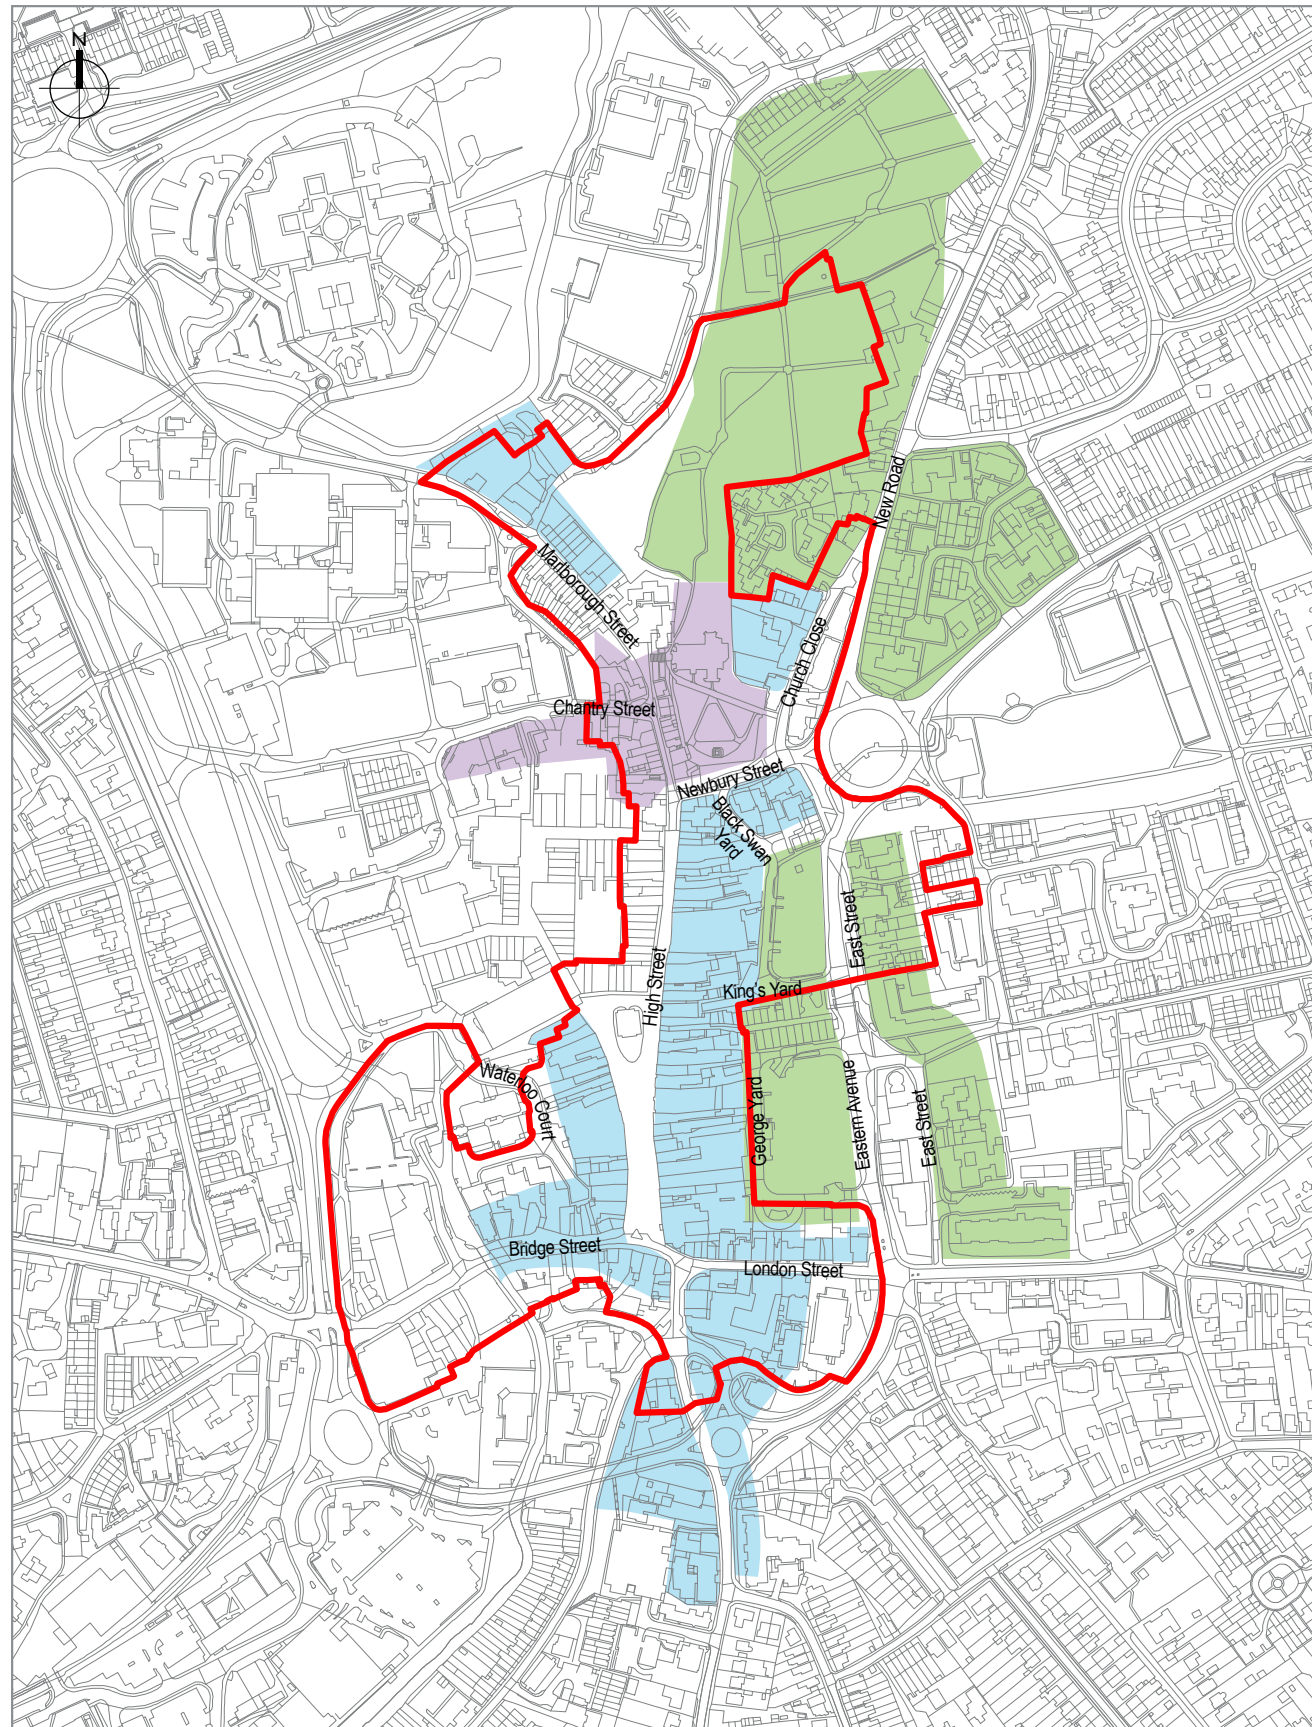 N
New Road
Marlborough Street
Church Close
Chantry Street
Newbury Street
Black Swan
Yard
East Street
High Street
King's Yard
Waterloo Court
George Yard
Eastern Avenue
East Street
Bridge Street
London Street